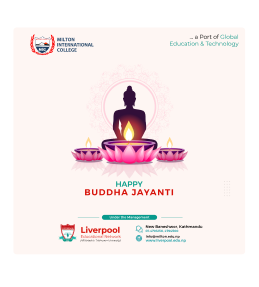 MILTON
INTERNATIONAL
COLLEGE
... a Part of Global
Education & Technology
HAPPY
BUDDHA JAYANTI
Under the Management
Liverpool
Educational Network
New Baneshwor, Kathmandu
info@milton.edu.np
www.liverpool.edu.np